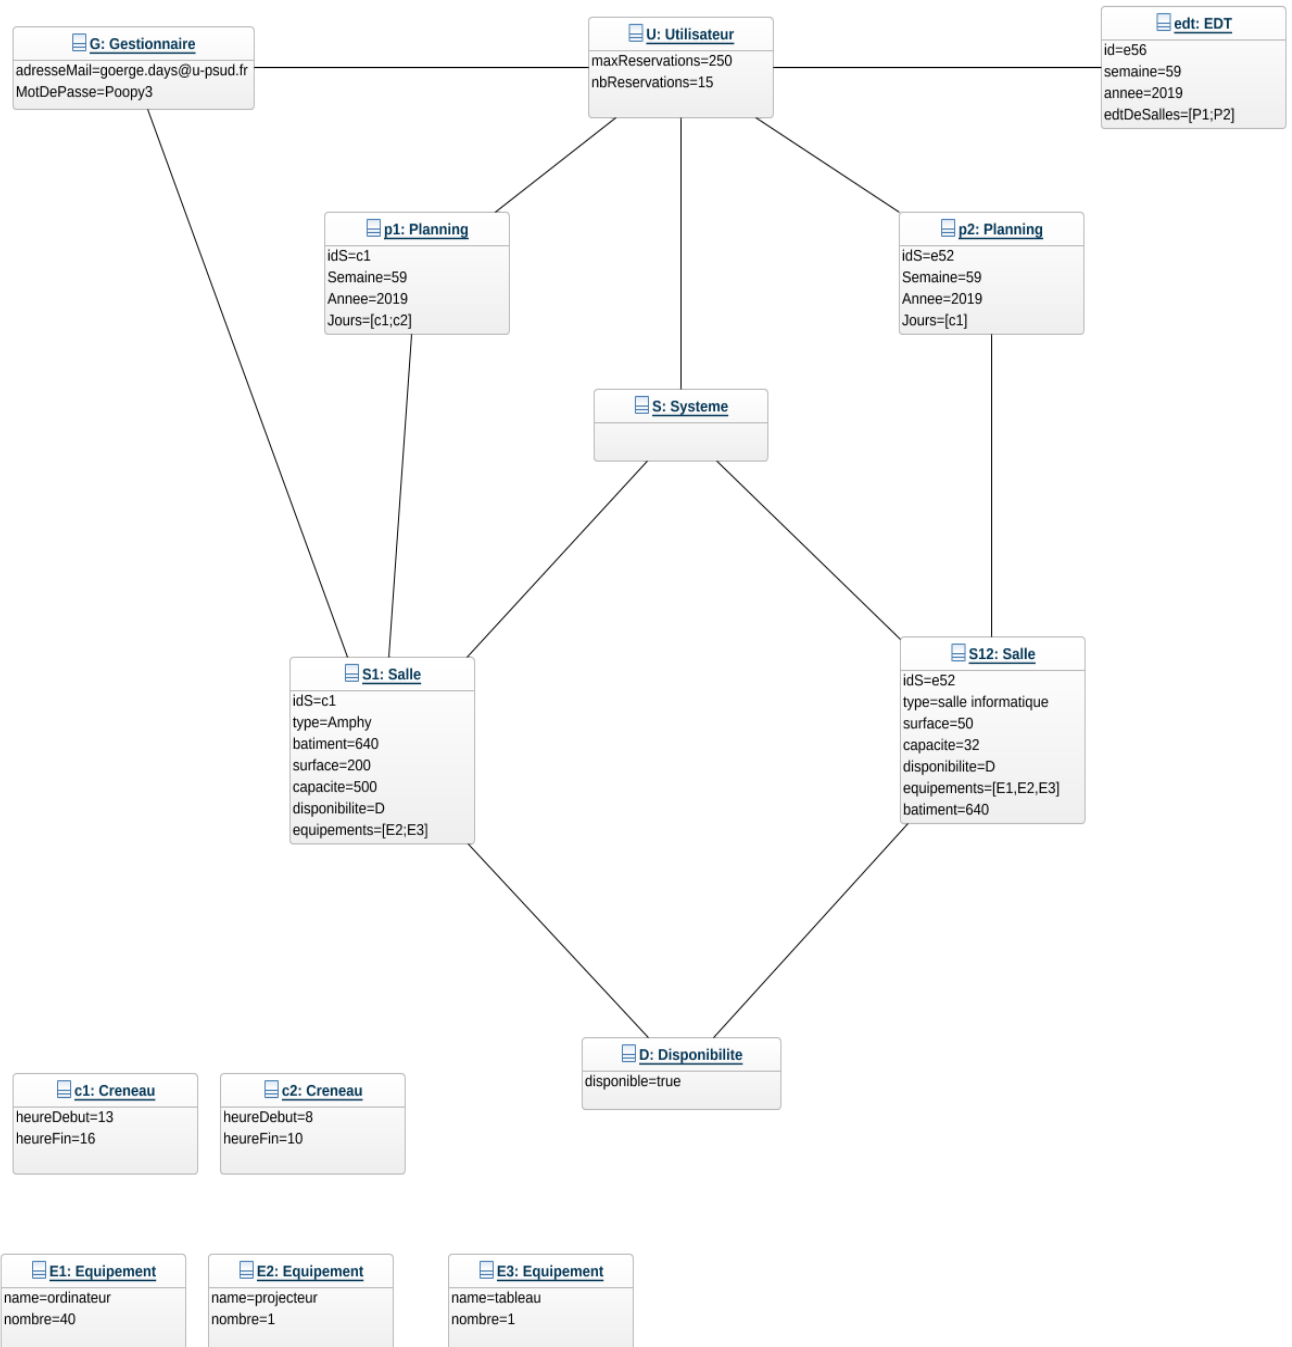 G: Gestionnaire
adresseMail=goerge.days@u-psud.fr
MotDePasse=Poopy3
U: Utilisateur
maxReservations=250
nbReservations=15
edt: EDT
id=e56
semaine=59
annee=2019
edtDeSalles=[P1;P2]
p1: Planning
idS=c1
Semaine=59
Annee=2019
Jours=[c1;c2]
p2: Planning
idS=e52
Semaine=59
Annee=2019
Jours=[c1]
S: Systeme
S1: Salle
idS=c1
type=Amphy
batiment=640
surface=200
capacite=500
disponibilite=D
equipements=[E2;E3]
S12: Salle
idS=e52
type=salle informatique
surface=50
capacite=32
disponibilite=D
equipements=[E1,E2,E3]
batiment=640
D: Disponibilite
disponible=true
c1: Creneau
heureDebut=13
heureFin=16
c2: Creneau
heureDebut=8
heureFin=10
E1: Equipement
name=ordinateur
nombre=40
E2: Equipement
name=projecteur
nombre=1
E3: Equipement
name=tableau
nombre=1